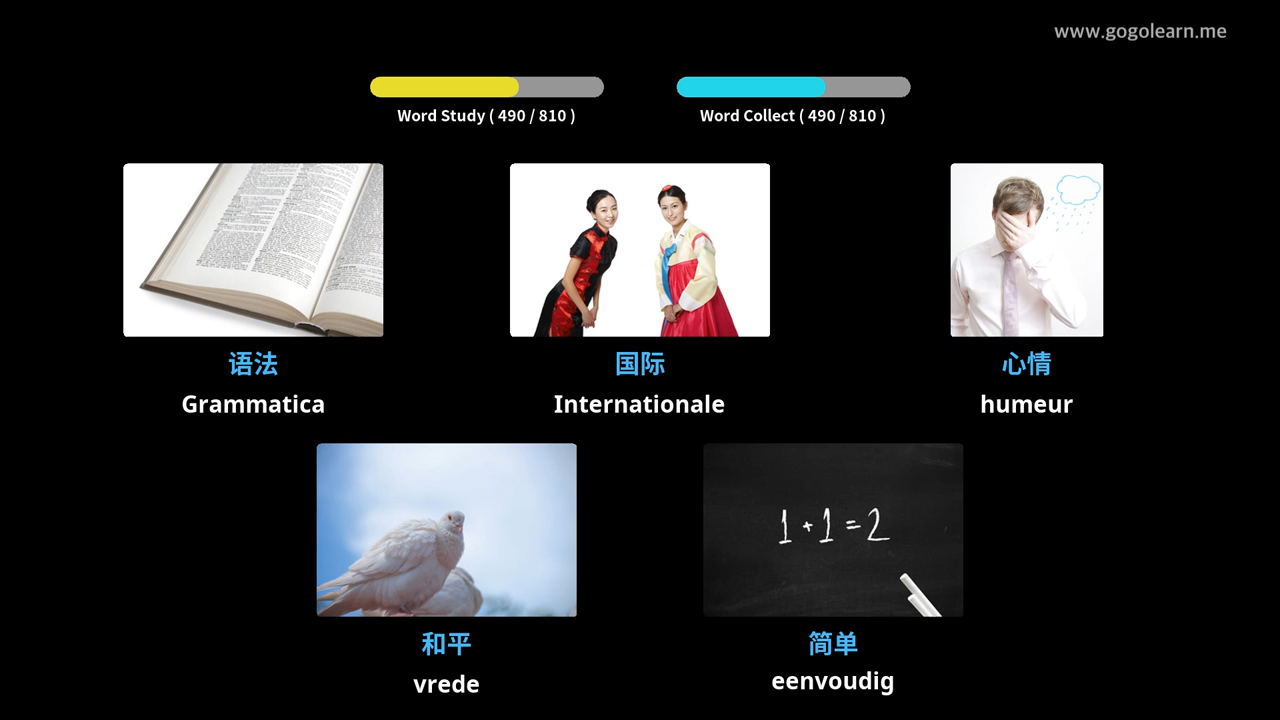 www.gogolearn.me
Word Study ( 490 / 810 )
Word Collect ( 490 / 810 )
语法
Grammatica
国际
Internationale
心情
humeur
1 + 1 = 2
和平
vrede
简单
eenvoudig